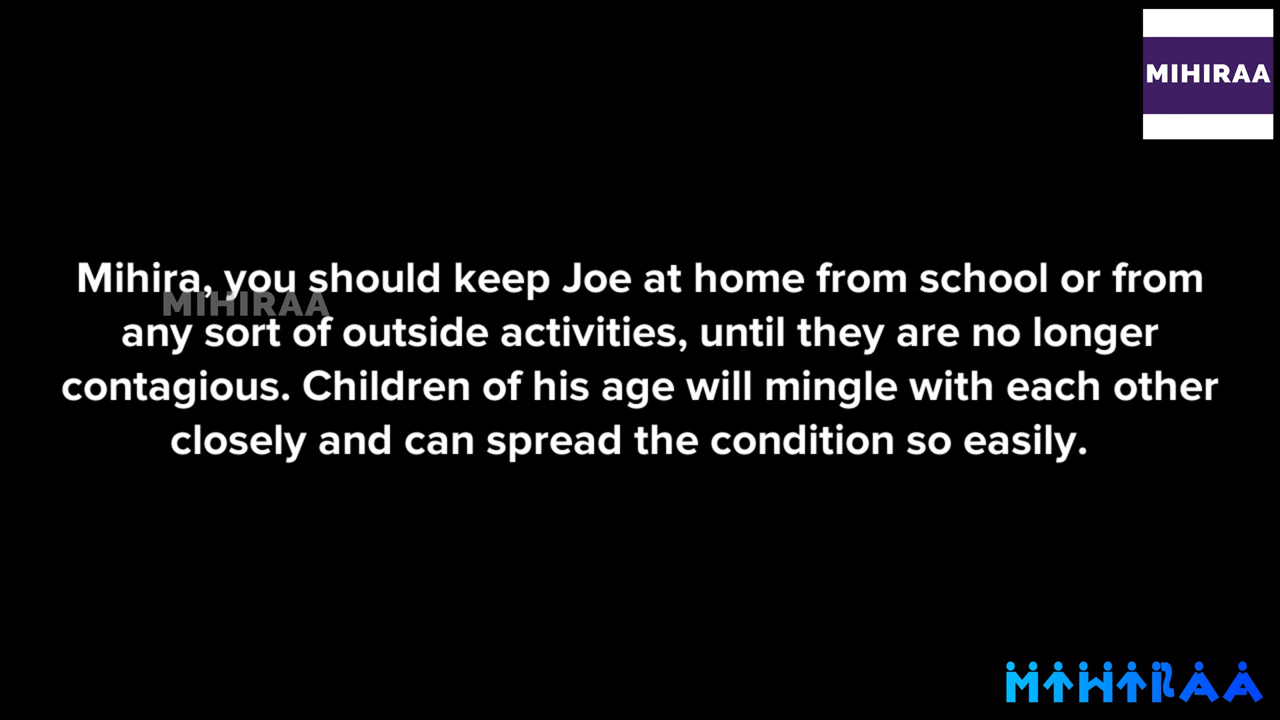 MIHIRAA
Mihira, you should keep Joe at home from school or from
MIHIRAA
any sort of outside activities, until they are no longer
contagious. Children of his age will mingle with each other
closely and can spread the condition so easily.
MIHIRAA